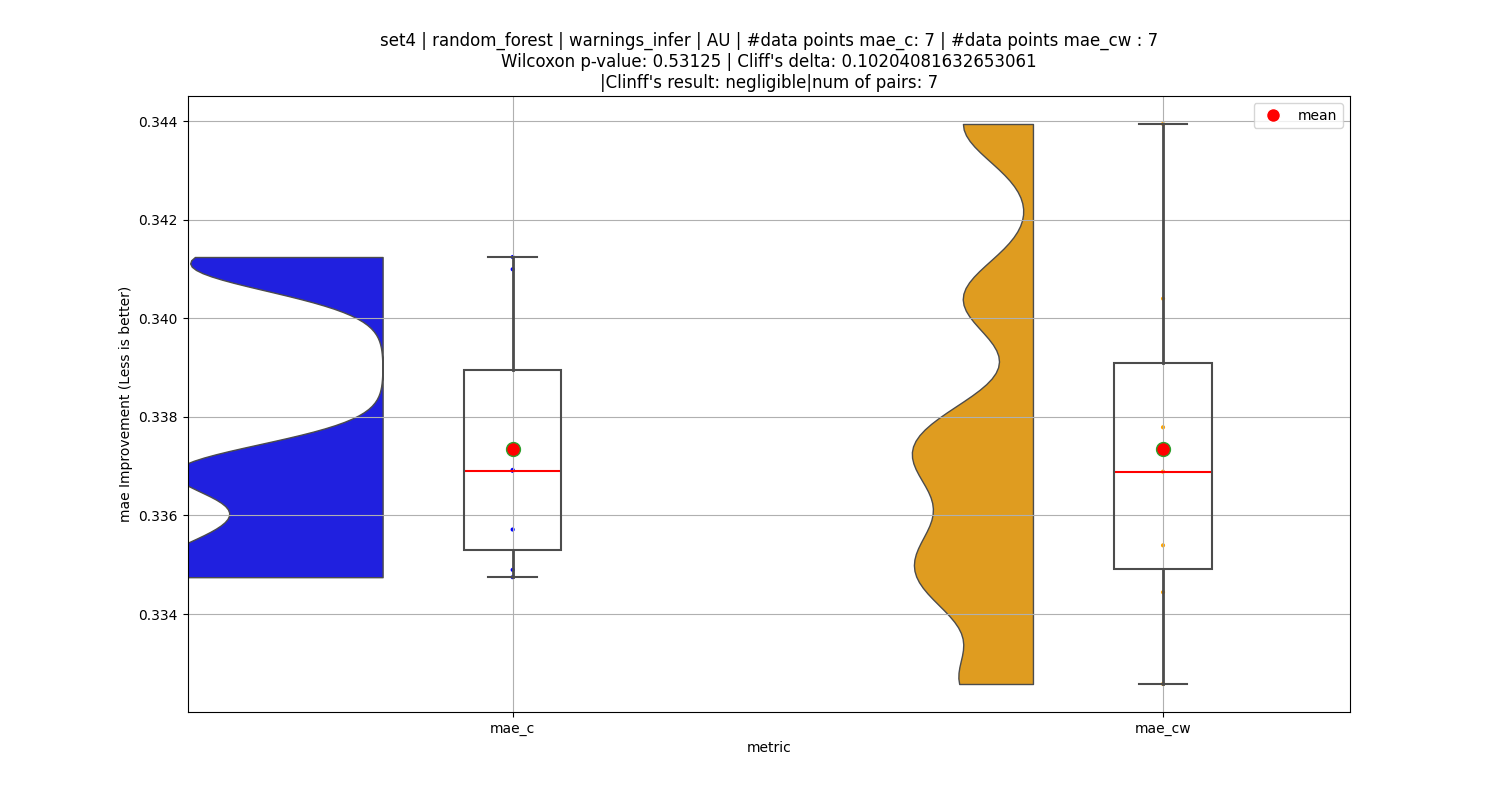 set4 | random_forest | warnings_infer | AU | #data points mae_c: 7 | #data points mae_cw : 7
Wilcoxon p-value: 0.53125 | Cliff's delta: 0.10204081632653061
|Clinff's result: negligible|num of pairs: 7
mean
0.344
0.342
0.340
0.338
0.336
0.334
mae Improvement (Less is better)
mae_c
mae_cw
metric